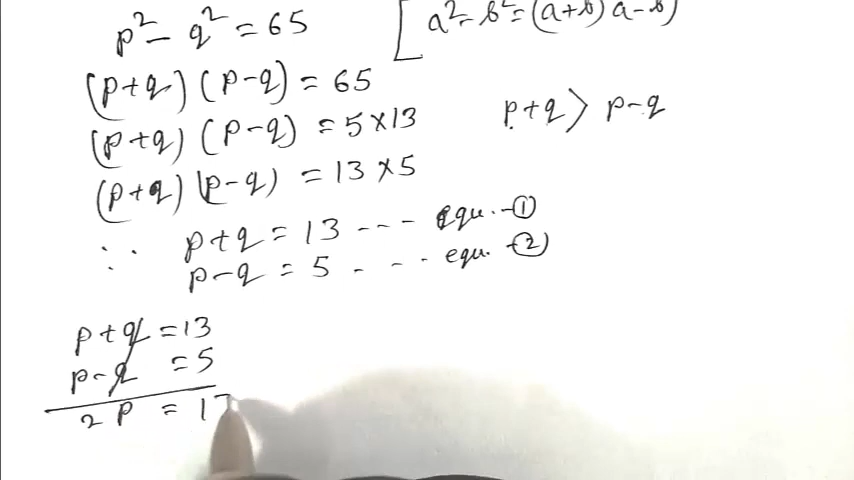 p² - q² = 65 [a² - b² = (a+b) a-b)
(p+q) (p-q) = 65
(p+q) (p-q) = 5×13 p+q > p-q
(p+q) (p-q) = 13×5
∴ p+q = 13 --- equ. -①
p-q = 5 - -- equ. -②
p+q = 13
p-q = 5
2p = 1